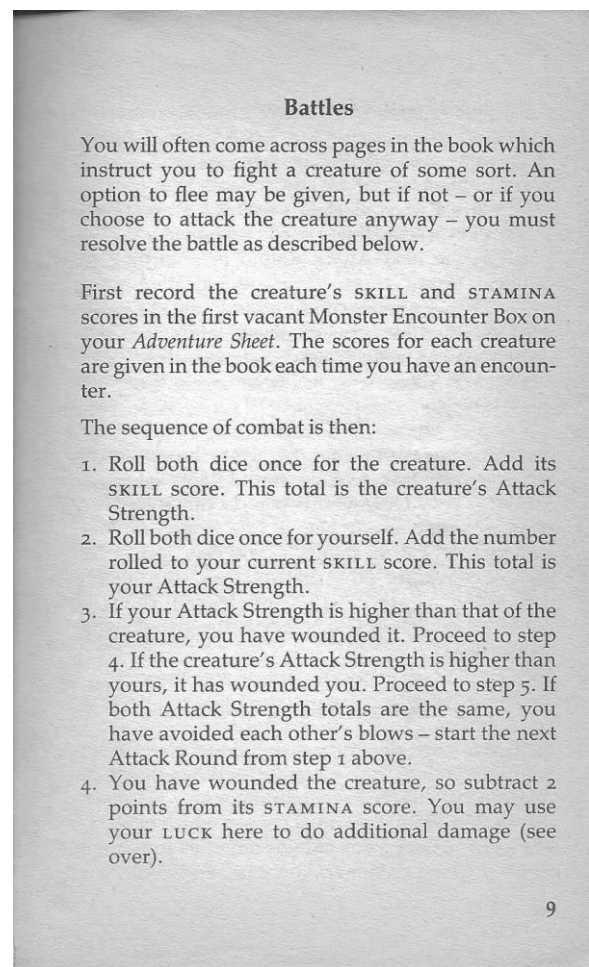 Battles
You will often come across pages in the book which
instruct you to fight a creature of some sort. An
option to flee may be given, but if not – or if you
choose to attack the creature anyway – you must
resolve the battle as described below.
First record the creature's SKILL and STAMINA
scores in the first vacant Monster Encounter Box on
your Adventure Sheet. The scores for each creature
are given in the book each time you have an encoun-
ter.
The sequence of combat is then:
1. Roll both dice once for the creature. Add its
SKILL score. This total is the creature's Attack
Strength.
2. Roll both dice once for yourself. Add the number
rolled to your current SKILL score. This total is
your Attack Strength.
3. If your Attack Strength is higher than that of the
creature, you have wounded it. Proceed to step
4. If the creature's Attack Strength is higher than
yours, it has wounded you. Proceed to step 5. If
both Attack Strength totals are the same, you
have avoided each other's blows – start the next
Attack Round from step 1 above.
4. You have wounded the creature, so subtract 2
points from its STAMINA score. You may use
your LUCK here to do additional damage (see
over).
9